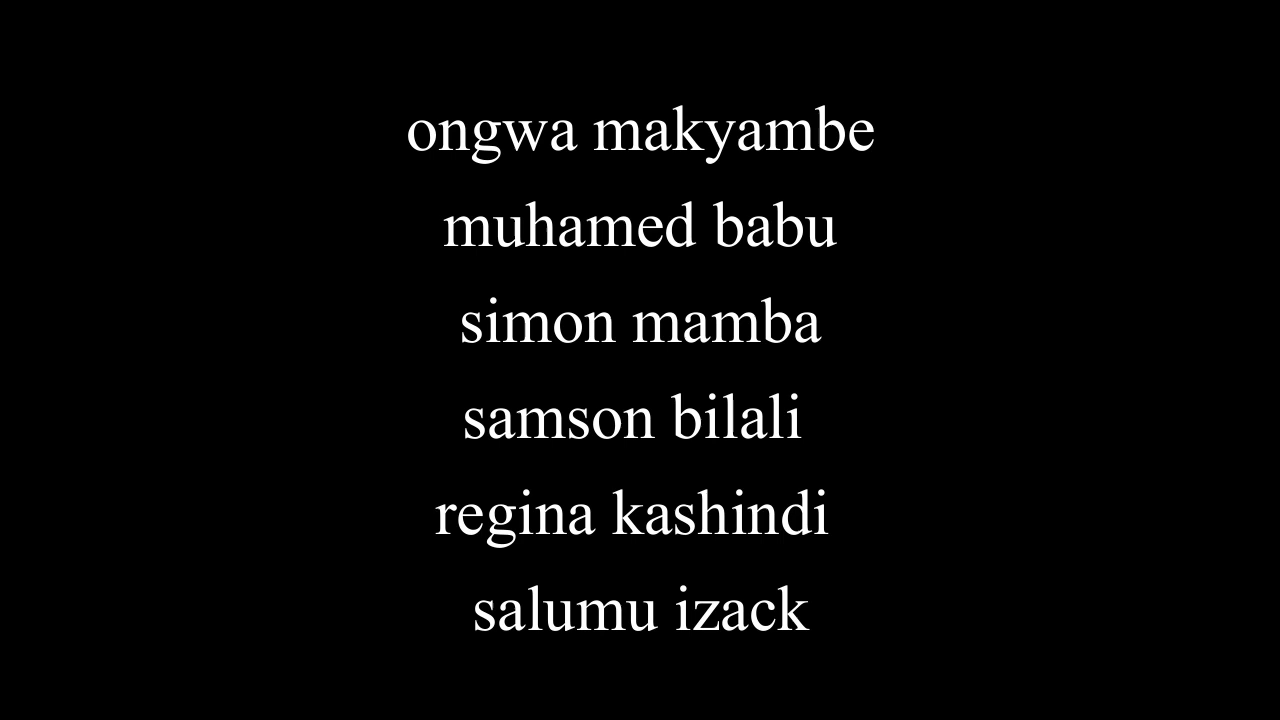 ongwa makyambe
muhamed babu
simon mamba
samson bilali
regina kashindi
salumu izack